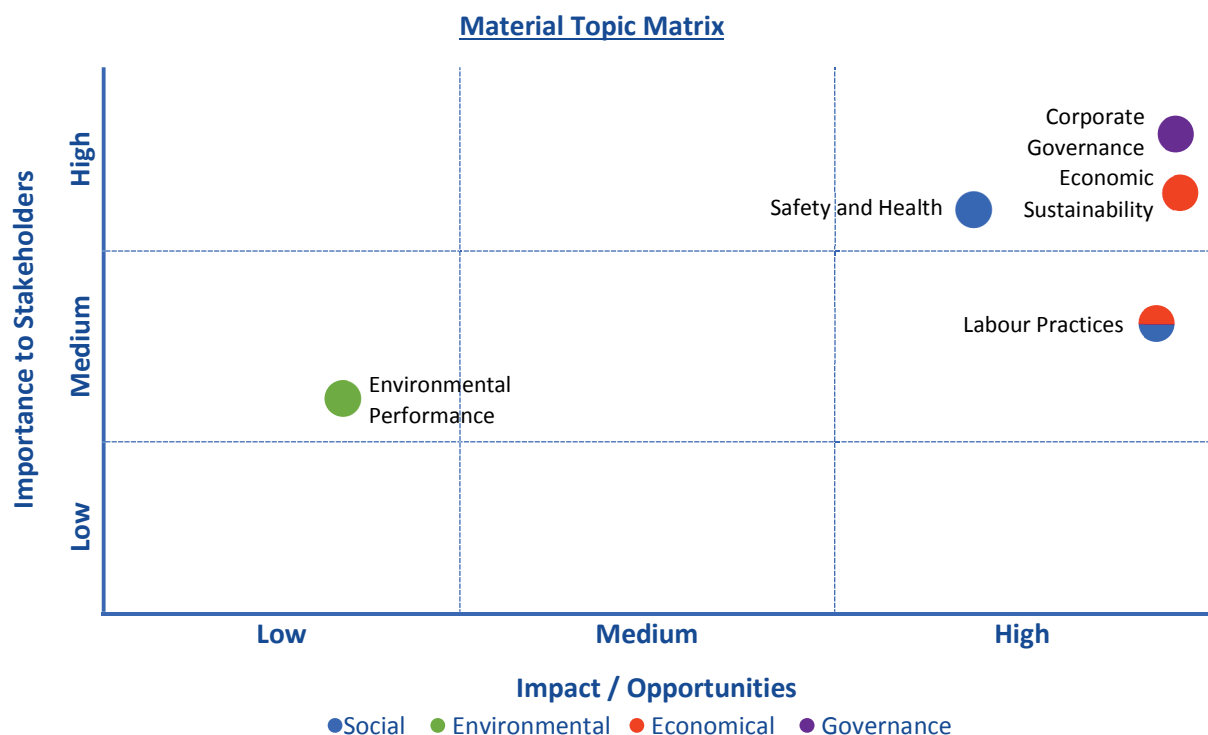 Material Topic Matrix
Importance to Stakeholders
High
Medium
Low
Corporate
Governance
Economic
Sustainability
Safety and Health
Labour Practices
Environmental
Performance
Low
Medium
High
Impact / Opportunities
Social
Environmental
Economical
Governance